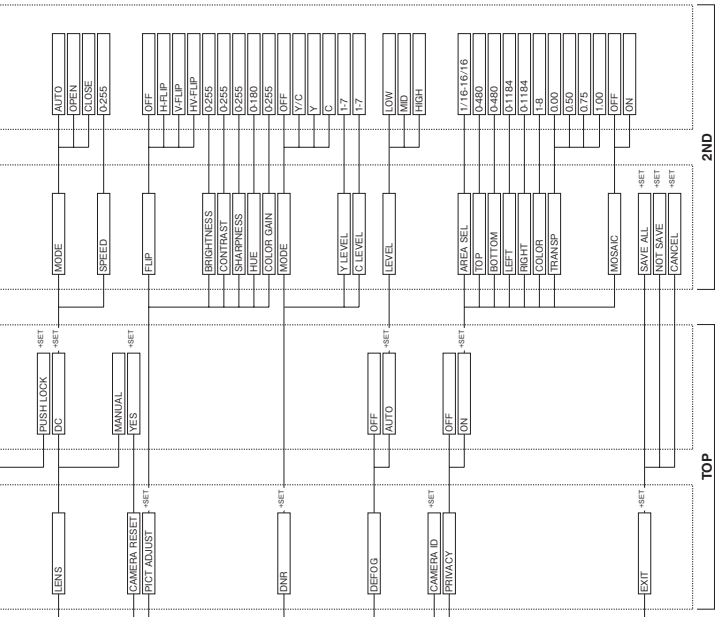 PUSH LOCK +SET
LENS DC +SET MODE AUTO
OPEN
CLOSE
SPEED 0-255
MANUAL
CAMERA RESET YES +SET
PICT ADJUST +SET FLIP OFF
H-FLIP
V-FLIP
HV-FLIP
BRIGHTNESS 0-255
CONTRAST 0-255
SHARPNESS 0-255
HUE 0-180
COLOR GAIN 0-255
DNR +SET MODE OFF
Y/C
Y
C
Y LEVEL 1-7
C LEVEL 1-7
DEFOG OFF
AUTO +SET LEVEL LOW
MID
HIGH
CAMERA ID +SET
PRIVACY OFF
ON +SET AREA SEL 1/16-16/16
TOP 0-480
BOTTOM 0-480
LEFT 0-1184
RIGHT 0-1184
COLOR 1-8
TRANSP 0.00
0.50
0.75
1.00
MOSAIC OFF
ON
EXIT +SET SAVE ALL +SET
NOT SAVE +SET
CANCEL +SET
TOP 2ND